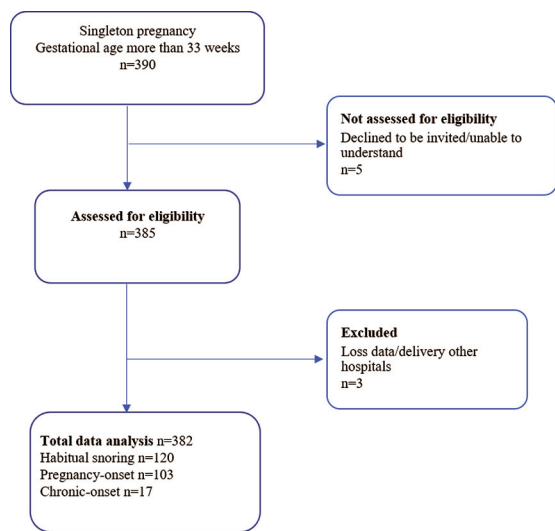 Singleton pregnancy
Gestational age more than 33 weeks
n=390
Not assessed for eligibility
Declined to be invited/unable to
understand
n=5
Assessed for eligibility
n=385
Excluded
Loss data/delivery other
hospitals
n=3
Total data analysis n=382
Habitual snoring n=120
Pregnancy-onset n=103
Chronic-onset n=17